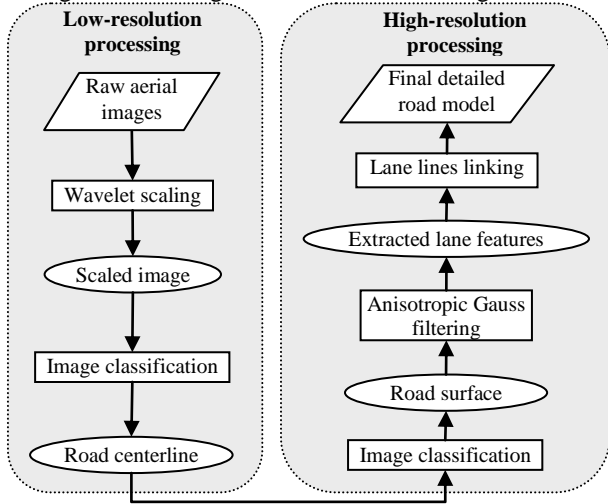 Low-resolution
processing
Raw aerial
images
Wavelet scaling
Scaled image
Image classification
Road centerline
High-resolution
processing
Final detailed
road model
Lane lines linking
Extracted lane features
Anisotropic Gauss
filtering
Road surface
Image classification